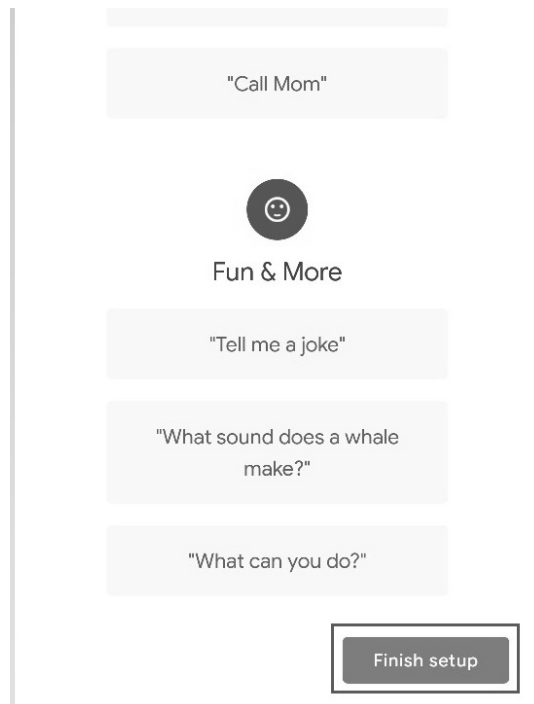 "Call Mom"
Fun & More
"Tell me a joke"
"What sound does a whale
make?"
"What can you do?"
Finish setup